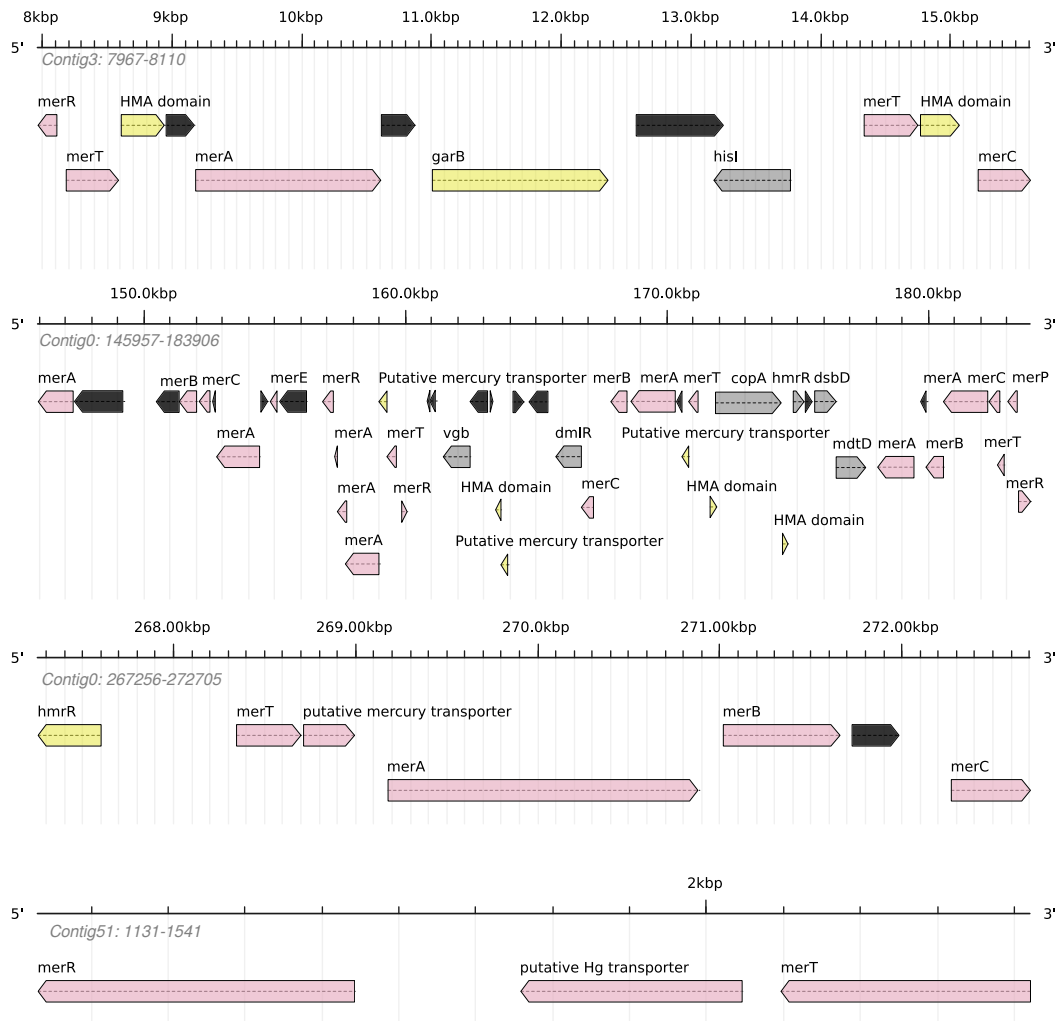 8kbp 9kbp 10.0kbp 11.0kbp 12.0kbp 13.0kbp 14.0kbp 15.0kbp
5' 3'
Contig3: 7967-8110
merR HMA domain merT HMA domain
merT merA garB hisI merC
150.0kbp 160.0kbp 170.0kbp 180.0kbp
5' 3'
Contig0: 145957-183906
merA merB merC merE merR Putative mercury transporter merB merA merT copA hmrR dsbD merA merC merP
merA merA merT vgb dmlR Putative mercury transporter mdtD merA merB merT
merA merR HMA domain merC HMA domain merR
merA Putative mercury transporter HMA domain
268.00kbp 269.00kbp 270.0kbp 271.0kbp 272.00kbp
5' 3'
Contig0: 267256-272705
hmrR merT putative mercury transporter merB
merA merC
2kbp
5' 3'
Contig51: 1131-1541
merR putative Hg transporter merT